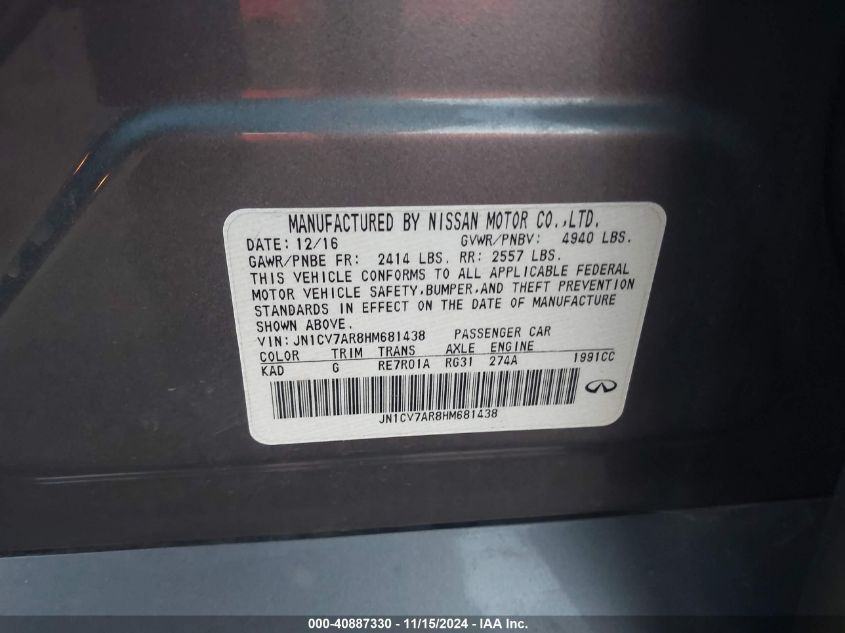 MANUFACTURED BY NISSAN MOTOR CO.,LTD.
DATE: 12/16 GVWR/PNBV: 4940 LBS.
GAWR/PNBE FR: 2414 LBS. RR: 2557 LBS.
THIS VEHICLE CONFORMS TO ALL APPLICABLE FEDERAL
MOTOR VEHICLE SAFETY,BUMPER,AND THEFT PREVENTION
STANDARDS IN EFFECT ON THE DATE OF MANUFACTURE
SHOWN ABOVE.
VIN: JN1CV7AR8HM681438 PASSENGER CAR
COLOR TRIM TRANS AXLE ENGINE
KAD G RE7R01A RG31 274A 1991CC
JN1CV7AR8HM681438
000-40887330 - 11/15/2024 - IAA Inc.